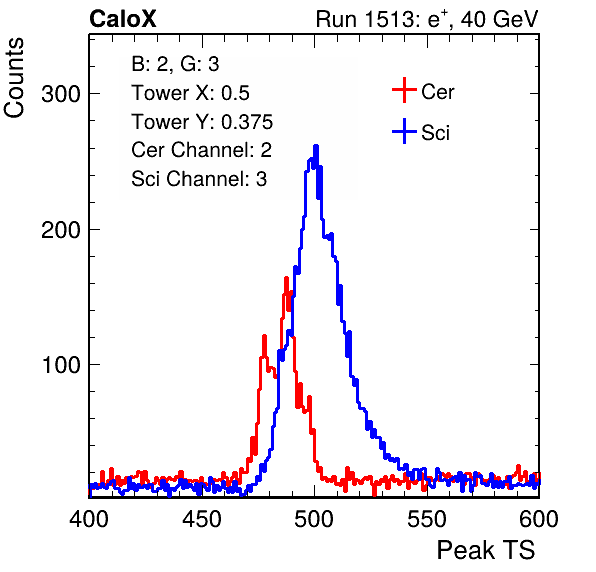 CaloX Run 1513: e⁺, 40 GeV
Counts
B: 2, G: 3
Tower X: 0.5
Tower Y: 0.375
Cer Channel: 2
Sci Channel: 3
Cer
Sci
300
200
100
400 450 500 550 600
Peak TS